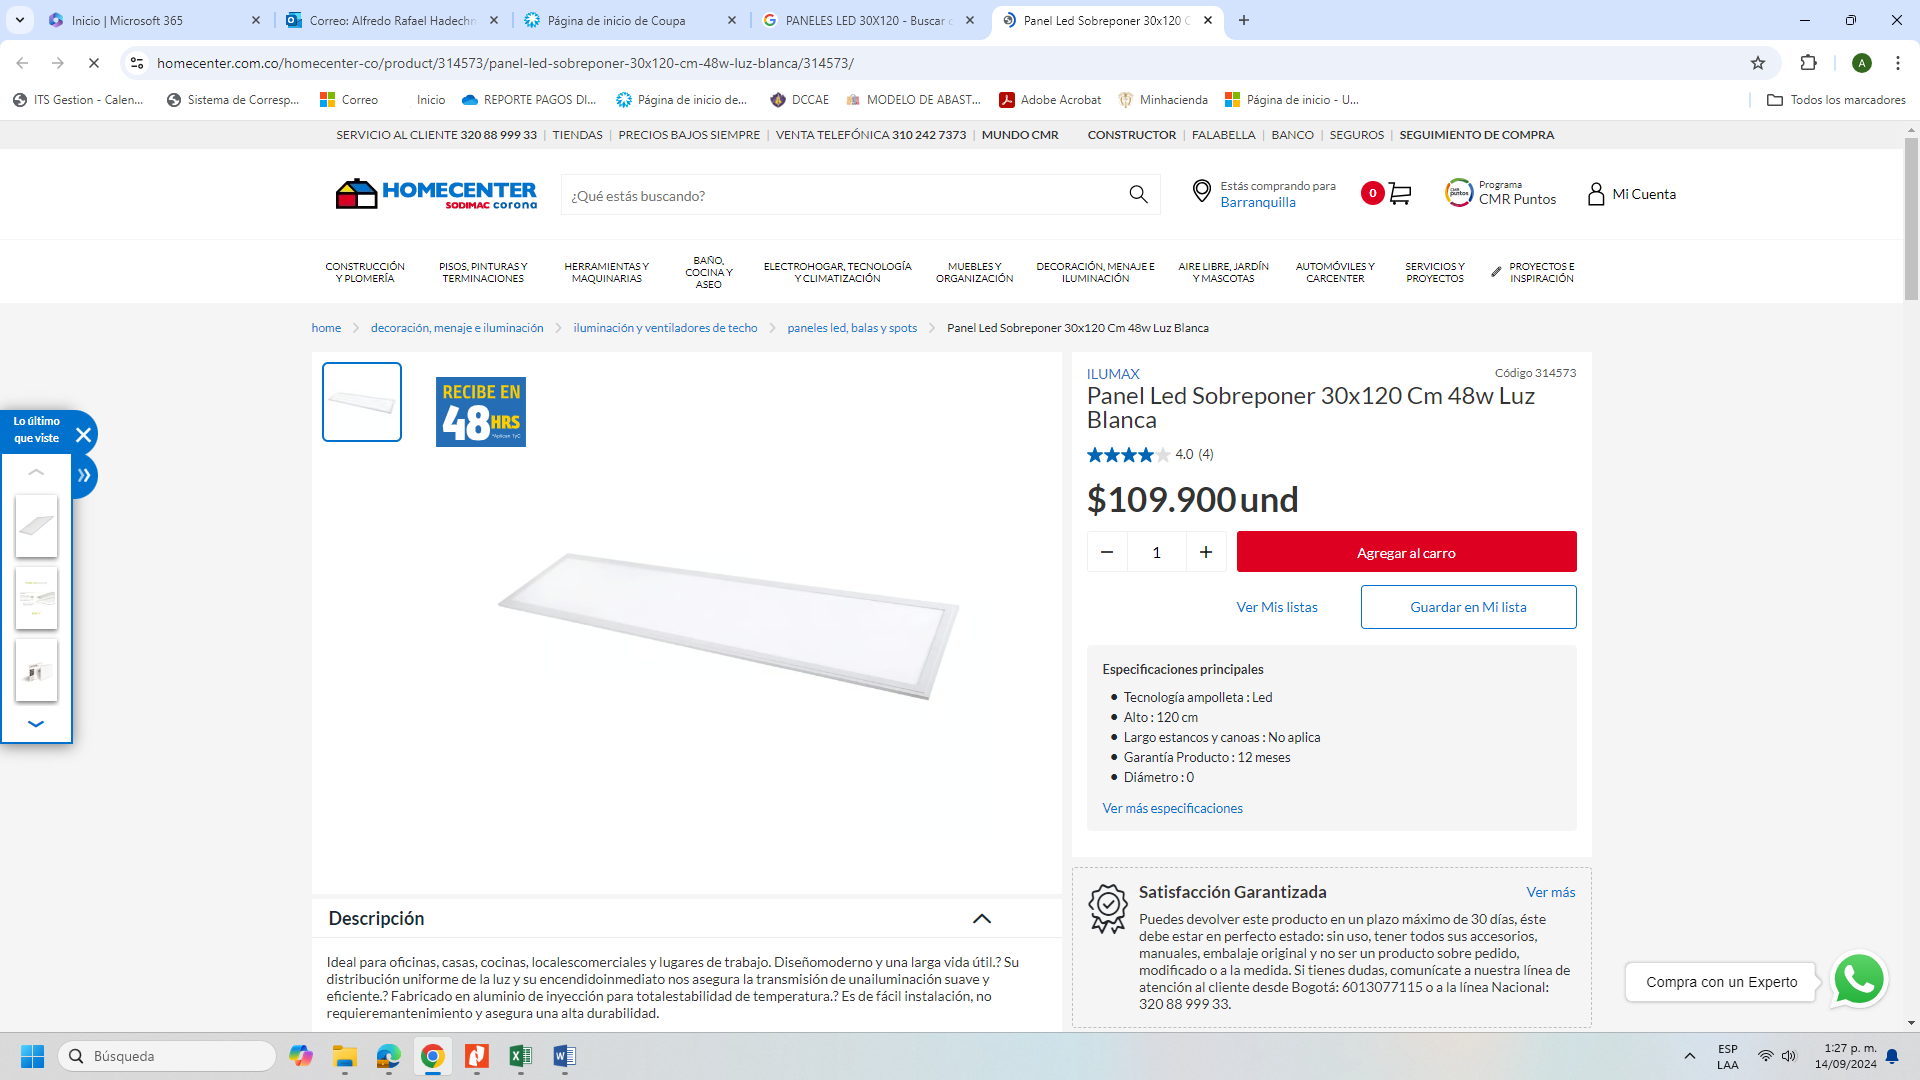 Inicio | Microsoft 365
Correo: Alfredo Rafael Hadechn
Página de inicio de Coupa
PANELES LED 30X120 - Buscar c
Panel Led Sobreponer 30x120 C
homecenter.com.co/homecenter-co/product/314573/panel-led-sobreponer-30x120-cm-48w-luz-blanca/314573/
A
ITS Gestion - Calen...
Sistema de Corresp...
Correo
Inicio
REPORTE PAGOS DI...
Página de inicio de...
DCCAE
MODELO DE ABAST...
Adobe Acrobat
Minhacienda
Página de inicio - U...
Todos los marcadores
SERVICIO AL CLIENTE 320 88 999 33 | TIENDAS | PRECIOS BAJOS SIEMPRE | VENTA TELEFÓNICA 310 242 7373 | MUNDO CMR CONSTRUCTOR | FALABELLA | BANCO | SEGUROS | SEGUIMIENTO DE COMPRA
HOMECENTER
SODIMAC corona
¿Qué estás buscando?
Estás comprando para
Barranquilla
0
CMR puntos
Programa
CMR Puntos
Mi Cuenta
CONSTRUCCIÓN
Y PLOMERÍA
PISOS, PINTURAS Y
TERMINACIONES
HERRAMIENTAS Y
MAQUINARIAS
BAÑO,
COCINA Y
ASEO
ELECTROHOGAR, TECNOLOGÍA
Y CLIMATIZACIÓN
MUEBLES Y
ORGANIZACIÓN
DECORACIÓN, MENAJE E
ILUMINACIÓN
AIRE LIBRE, JARDÍN
Y MASCOTAS
AUTOMÓVILES Y
CARCENTER
SERVICIOS Y
PROYECTOS
PROYECTOS E
INSPIRACIÓN
home
decoración, menaje e iluminación
iluminación y ventiladores de techo
paneles led, balas y spots
Panel Led Sobreponer 30x120 Cm 48w Luz Blanca
Lo último
que viste
RECIBE EN
48HRS
*Aplican TyC
ILUMAX
Código 314573
Panel Led Sobreponer 30x120 Cm 48w Luz
Blanca
4.0 (4)
$109.900und
− 1 +
Agregar al carro
Ver Mis listas
Guardar en Mi lista
Especificaciones principales
• Tecnología ampolleta : Led
• Alto : 120 cm
• Largo estancos y canoas : No aplica
• Garantía Producto : 12 meses
• Diámetro : 0
Ver más especificaciones
Satisfacción Garantizada
Ver más
Puedes devolver este producto en un plazo máximo de 30 días, éste
debe estar en perfecto estado: sin uso, tener todos sus accesorios,
manuales, embalaje original y no ser un producto sobre pedido,
modificado o a la medida. Si tienes dudas, comunícate a nuestra línea de
atención al cliente desde Bogotá: 6013077115 o a la línea Nacional:
320 88 999 33.
Descripción
Ideal para oficinas, casas, cocinas, localescomerciales y lugares de trabajo. Diseñomoderno y una larga vida útil.? Su
distribución uniforme de la luz y su encendidoinmediato nos asegura la transmisión de unailuminación suave y
eficiente.? Fabricado en aluminio de inyección para totalestabilidad de temperatura.? Es de fácil instalación, no
requieremantenimiento y asegura una alta durabilidad.
Compra con un Experto
Búsqueda
ESP
LAA
1:27 p. m.
14/09/2024